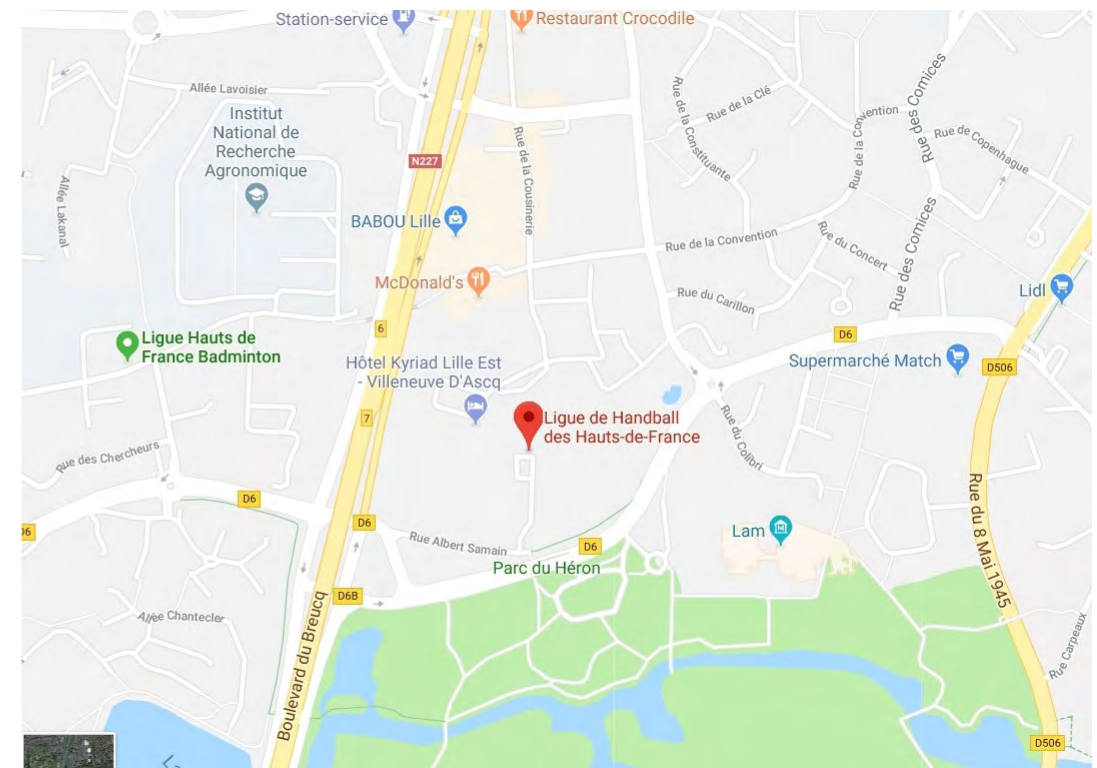 Station-service
Restaurant Crocodile
Allée Lavoisier
Rue de la Clé
Rue des Comices
Institut
National de
Recherche
Agronomique
Rue de la Constituante
Rue de la Convention
Rue de Copenhague
Rue de la Cousinerie
N227
Allée Lakanal
BABOU Lille
Rue de la Convention
Rue du Concert
Rue des Comices
McDonald's
Rue du Carillon
Lidl
6
D6
Ligue Hauts de
France Badminton
Hôtel Kyriad Lille Est
- Villeneuve D'Ascq
Supermarché Match
D506
7
Ligue de Handball
des Hauts-de-France
Rue du Colibri
Rue des Chercheurs
D6
D6
D6
Rue Albert Samain
D6
Lam
Rue du 8 Mai 1945
Parc du Héron
D6B
Allée Chantecler
Boulevard du Breucq
Rue Carpeaux
D506